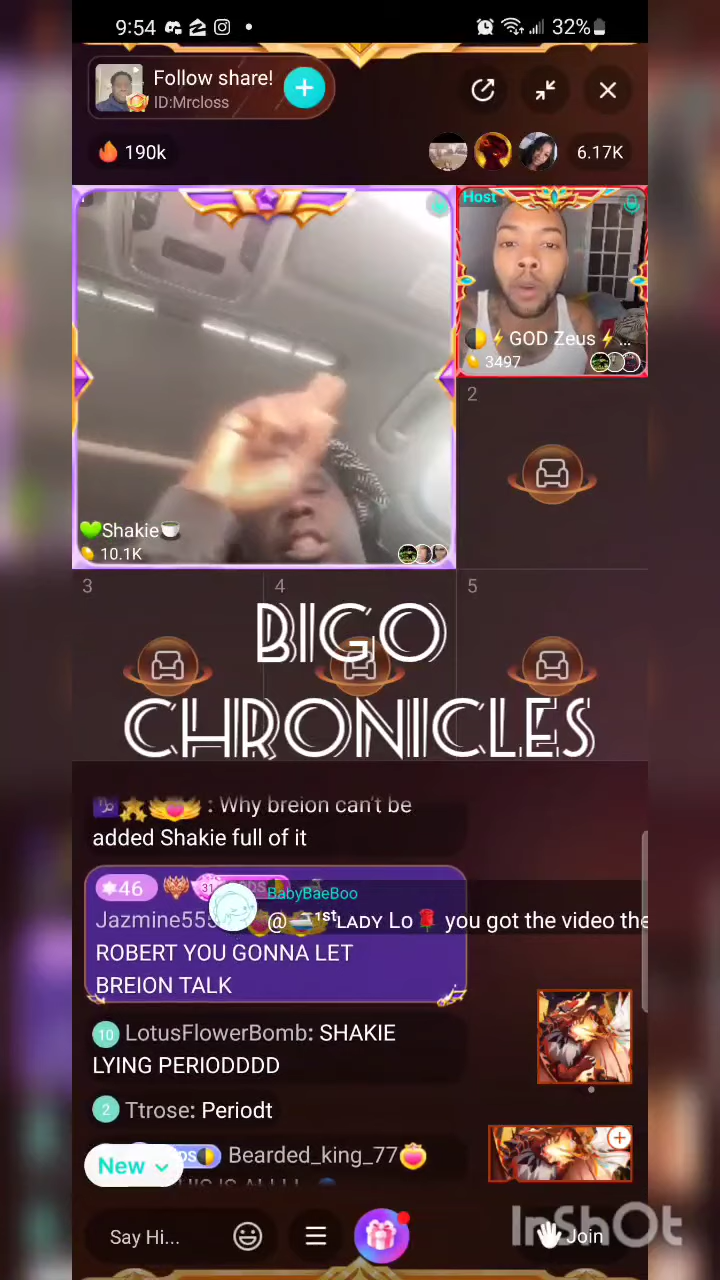 9:54
32%
Follow share!
ID:Mrcloss
190k
6.17K
Host
GOD Zeus⚡...
3497
2
💚Shakie☕
10.1K
3
4
5
BIGO
CHRONICLES
: Why breion can't be
added Shakie full of it
46
31
BabyBaeBoo
Jazmine555
@ 1st LADY Lo🌹 you got the video the
ROBERT YOU GONNA LET
BREION TALK
10 LotusFlowerBomb: SHAKIE
LYING PERIODDDD
2 Ttrose: Periodt
Bearded_king_77
New
Say Hi...
Join
InShOt